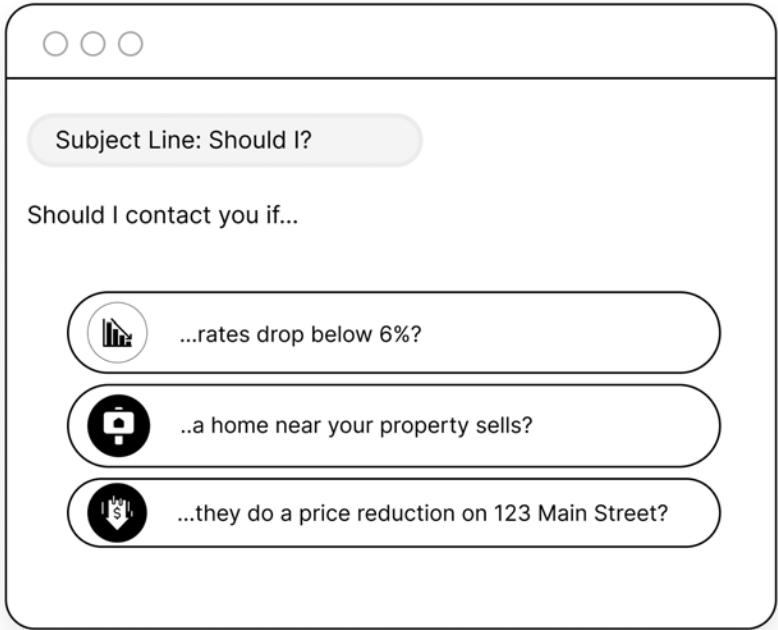 Subject Line: Should I?
Should I contact you if...
...rates drop below 6%?
..a home near your property sells?
...they do a price reduction on 123 Main Street?